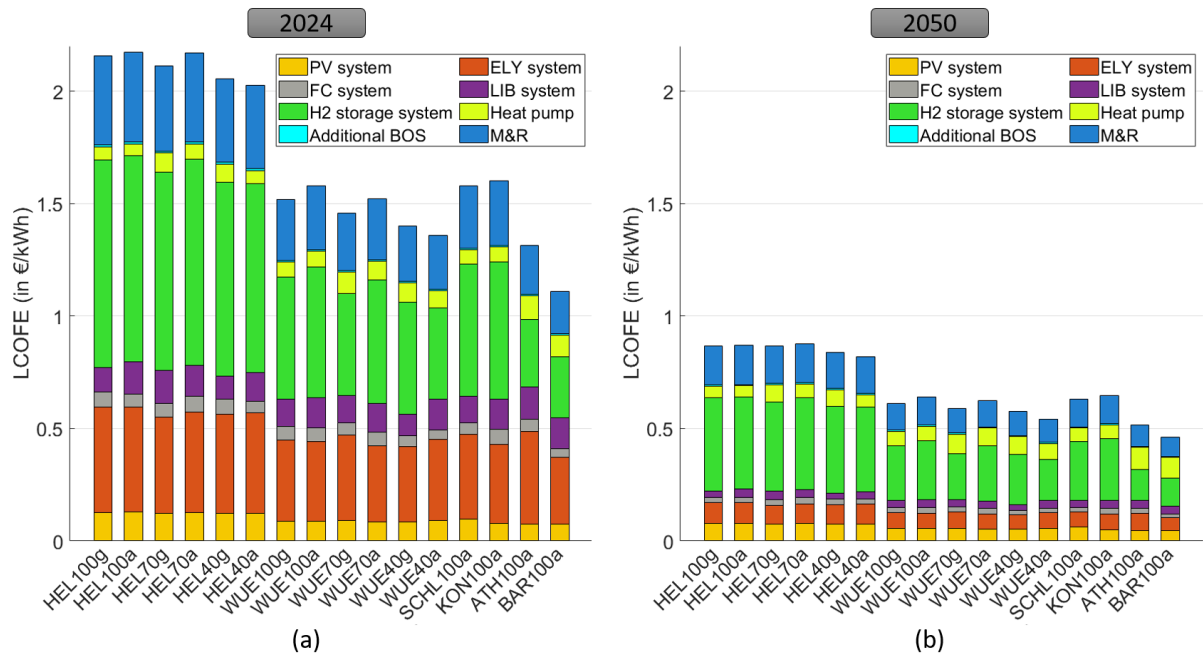 2024
2050
PV system
ELY system
FC system
LIB system
H2 storage system
Heat pump
Additional BOS
M&R
PV system
ELY system
FC system
LIB system
H2 storage system
Heat pump
Additional BOS
M&R
LCOFE (in €/kWh)
2
1.5
1
0.5
0
LCOFE (in €/kWh)
2
1.5
1
0.5
0
HEL100g
HEL100a
HEL70g
HEL70a
HEL40g
HEL40a
WUE100g
WUE100a
WUE70g
WUE70a
WUE40g
WUE40a
SCHL100a
KON100a
ATH100a
BAR100a
HEL100g
HEL100a
HEL70g
HEL70a
HEL40g
HEL40a
WUE100g
WUE100a
WUE70g
WUE70a
WUE40g
WUE40a
SCHL100a
KON100a
ATH100a
BAR100a
(a)
(b)